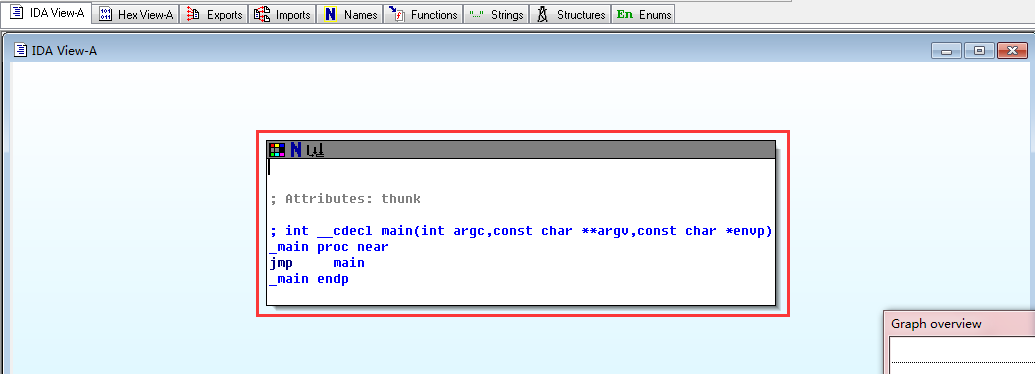 IDA View-A Hex View-A Exports Imports N Names Functions "..." Strings Structures En Enums
IDA View-A
N
; Attributes: thunk
; int __cdecl main(int argc,const char **argv,const char *envp)
_main proc near
jmp     main
_main endp
Graph overview